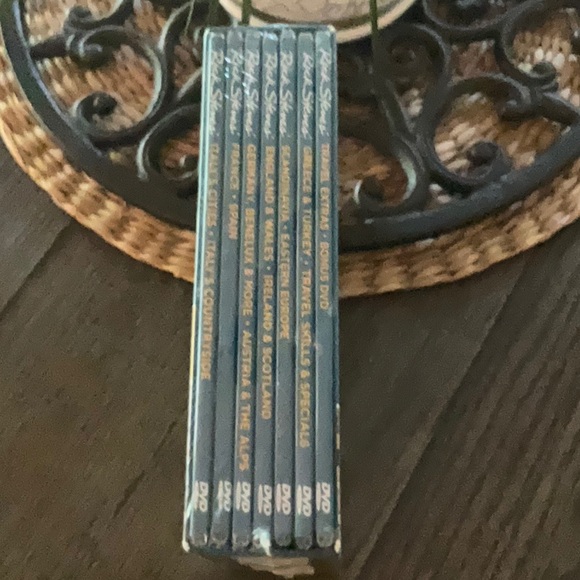 Rick Steves' ITALY'S CITIES • ITALY'S COUNTRYSIDE DVD
Rick Steves' FRANCE • SPAIN DVD
Rick Steves' GERMANY, BENELUX & MORE • AUSTRIA & THE ALPS DVD
Rick Steves' ENGLAND & WALES • IRELAND & SCOTLAND DVD
Rick Steves' SCANDINAVIA • EASTERN EUROPE DVD
Rick Steves' GREECE & TURKEY • TRAVEL SKILLS & SPECIALS DVD
Rick Steves' TRAVEL EXTRAS • BONUS DVD DVD